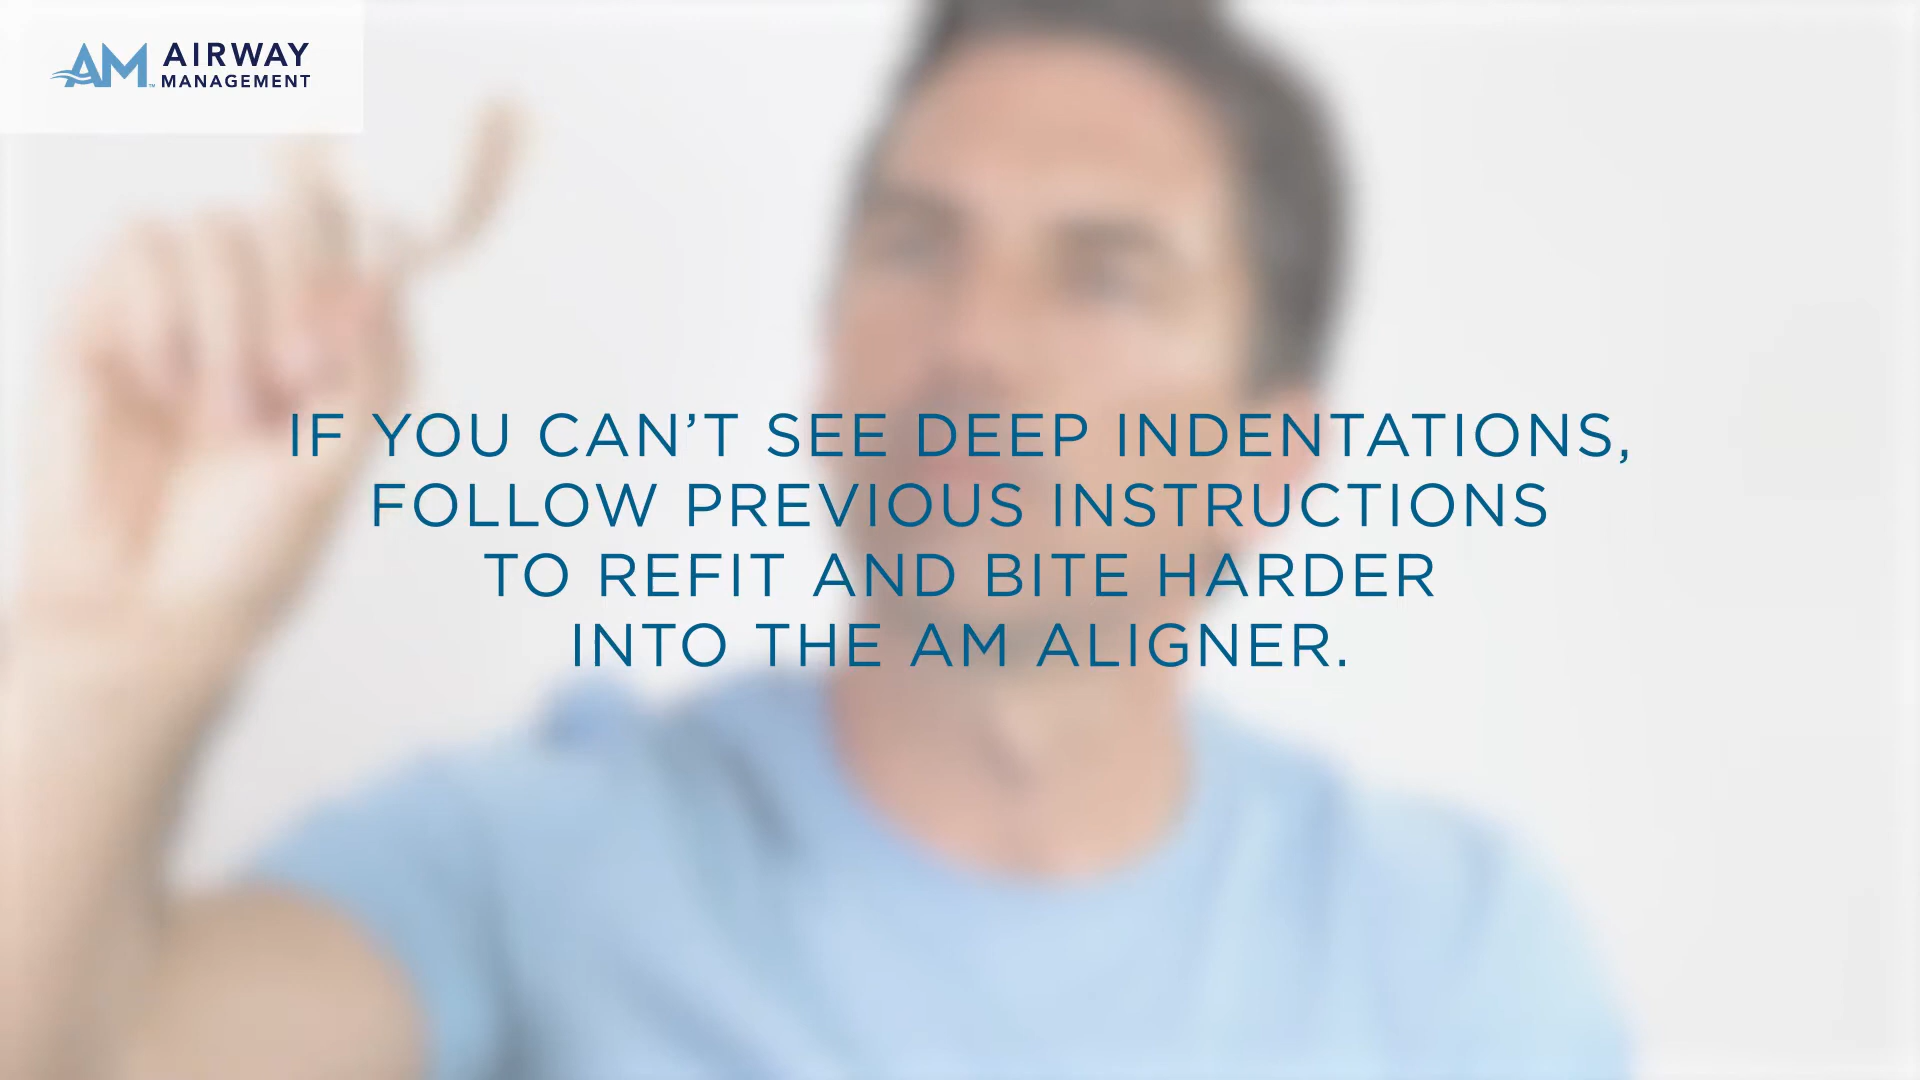 AM™ AIRWAY
MANAGEMENT
IF YOU CAN’T SEE DEEP INDENTATIONS,
FOLLOW PREVIOUS INSTRUCTIONS
TO REFIT AND BITE HARDER
INTO THE AM ALIGNER.